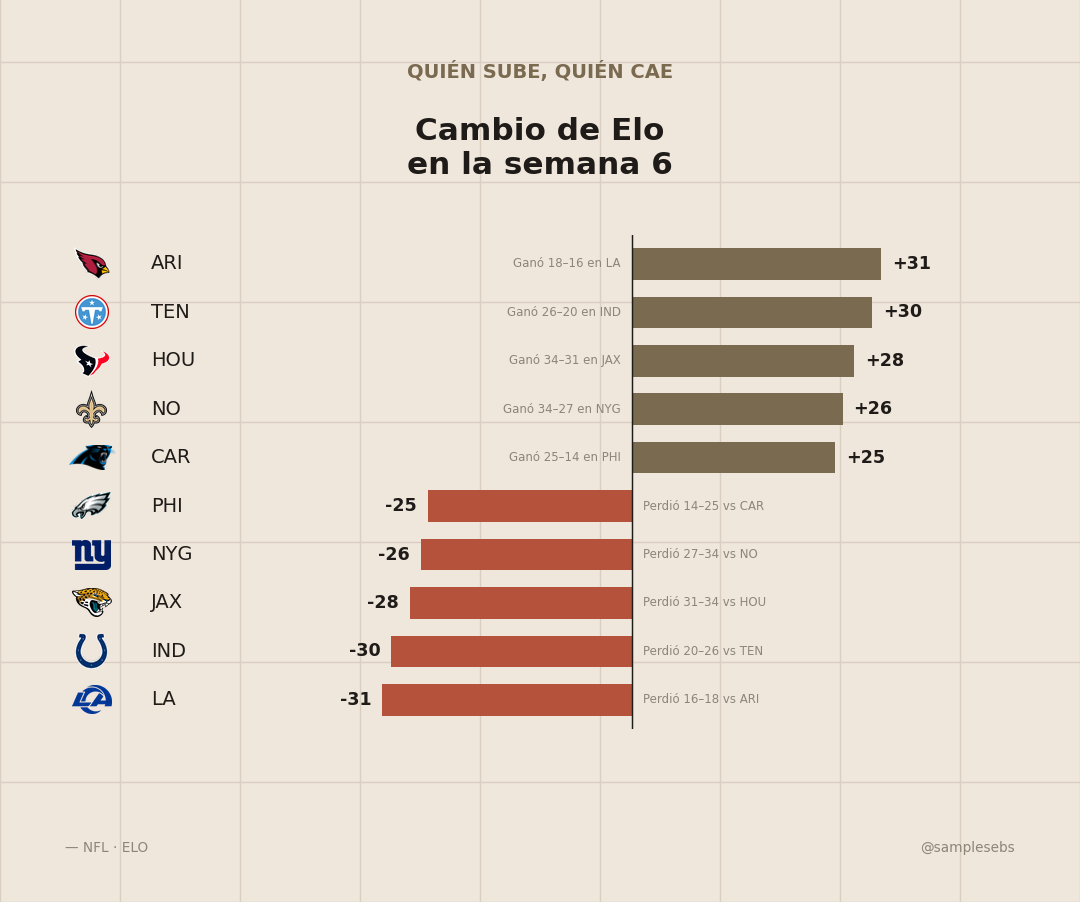 QUIÉN SUBE, QUIÉN CAE
Cambio de Elo
en la semana 6
ARI Ganó 18–16 en LA +31
TEN Ganó 26–20 en IND +30
HOU Ganó 34–31 en JAX +28
NO Ganó 34–27 en NYG +26
CAR Ganó 25–14 en PHI +25
PHI -25 Perdió 14–25 vs CAR
ny NYG -26 Perdió 27–34 vs NO
JAX -28 Perdió 31–34 vs HOU
IND -30 Perdió 20–26 vs TEN
LA LA -31 Perdió 16–18 vs ARI
— NFL · ELO @samplesebs